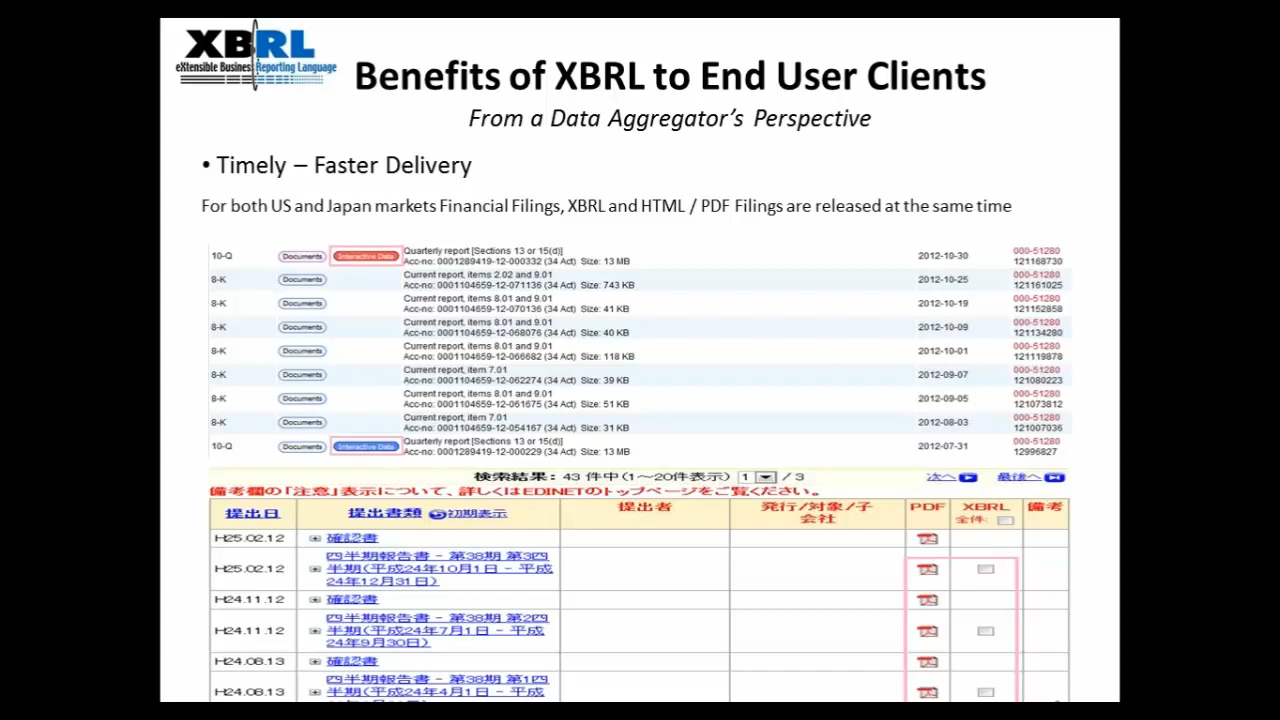 XBRL
eXtensible Business Reporting Language
Benefits of XBRL to End User Clients
From a Data Aggregator's Perspective
• Timely – Faster Delivery
For both US and Japan markets Financial Filings, XBRL and HTML / PDF Filings are released at the same time
10-Q Documents Interactive Data Quarterly report [Sections 13 or 15(d)] 2012-10-30 000-51280
Acc-no: 0001289419-12-000332 (34 Act) Size: 13 MB 121168730
8-K Documents Current report, items 2.02 and 9.01 2012-10-25 000-51280
Acc-no: 0001104659-12-071136 (34 Act) Size: 743 KB 121161025
8-K Documents Current report, items 8.01 and 9.01 2012-10-19 000-51280
Acc-no: 0001104659-12-070136 (34 Act) Size: 41 KB 121152858
8-K Documents Current report, items 8.01 and 9.01 2012-10-09 000-51280
Acc-no: 0001104659-12-068076 (34 Act) Size: 40 KB 121134280
8-K Documents Current report, items 8.01 and 9.01 2012-10-01 000-51280
Acc-no: 0001104659-12-066682 (34 Act) Size: 118 KB 121119878
8-K Documents Current report, item 7.01 2012-09-07 000-51280
Acc-no: 0001104659-12-062274 (34 Act) Size: 39 KB 121080223
8-K Documents Current report, items 8.01 and 9.01 2012-09-05 000-51280
Acc-no: 0001104659-12-061675 (34 Act) Size: 51 KB 121073812
8-K Documents Current report, item 7.01 2012-08-03 000-51280
Acc-no: 0001104659-12-054167 (34 Act) Size: 31 KB 121007036
10-Q Documents Interactive Data Quarterly report [Sections 13 or 15(d)] 2012-07-31 000-51280
Acc-no: 0001289419-12-000229 (34 Act) Size: 13 MB 12996827
検索結果：43 件中(1～20件表示) 1 / 3 次へ 最後へ
備考欄の「注意」表示について、詳しくはEDINETのトップページをご覧ください。
提出日 提出書類 初期表示 提出者 発行/対象/子会社 PDF XBRL 全件: 備考
H25.02.12 確認書
H25.02.12 四半期報告書－第38期 第3四
半期(平成24年10月1日－平成
24年12月31日)
H24.11.12 確認書
H24.11.12 四半期報告書－第38期 第2四
半期(平成24年7月1日－平成
24年9月30日)
H24.08.13 確認書
H24.08.13 四半期報告書－第38期 第1四
半期(平成24年4月1日－平成